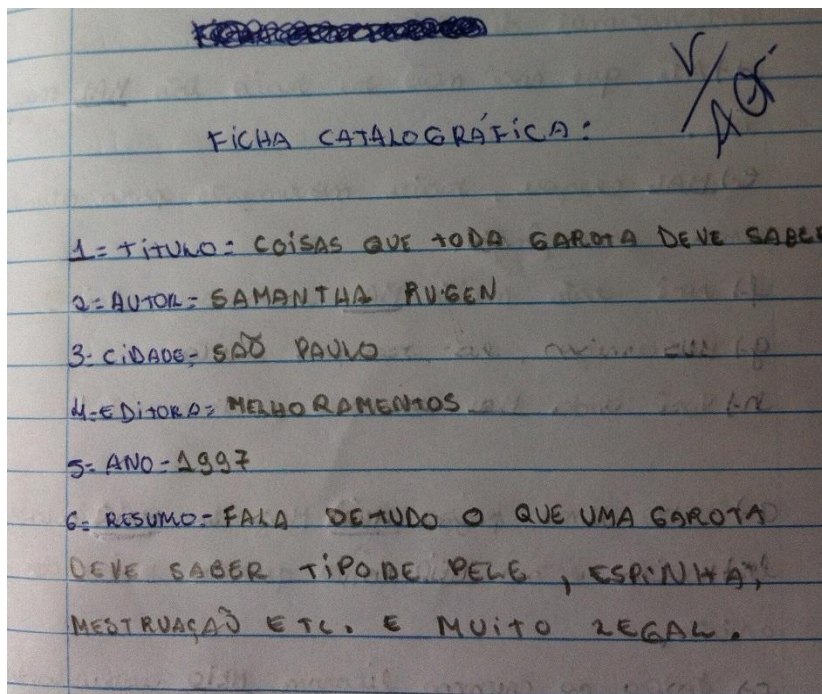 FICHA CATALOGRÁFICA:
1= TÍTULO= COISAS QUE TODA GAROTA DEVE SABER
2= AUTOR= SAMANTHA RUGEN
3- CIDADE- SÃO PAULO
4-EDITORA= MELHORAMENTOS
5- ANO-1997
6= RESUMO- FALA DE TUDO O QUE UMA GAROTA
DEVE SABER TIPO DE PELE, ESPINHA,
MESTRUAÇÃO ETC. E MUITO LEGAL.